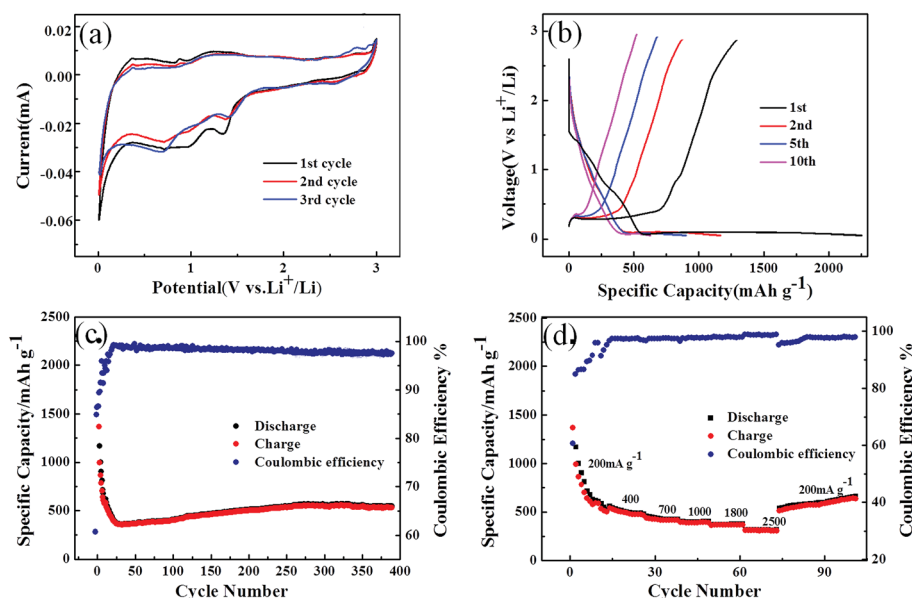 (a)
0.00
-0.02
-0.04
-0.06
Current(mA)
1st cycle
2nd cycle
3rd cycle
0 1 2 3
Potential(V vs.Li⁺/Li)
(b)
3
2
1
0
Voltage(V vs Li⁺/Li)
1st
2nd
5th
10th
0 500 1000 1500 2000
Specific Capacity(mAh g⁻¹)
(c)
2500
2000
1500
1000
500
0
Specific Capacity/mAh g⁻¹
Discharge
Charge
Coulombic efficiency
100
90
80
70
60
Coulombic Efficiency %
0 50 100 150 200 250 300 350 400
Cycle Number
(d)
2500
2000
1500
1000
500
0
Specific Capacity/mAh g⁻¹
Discharge
Charge
Coulombic efficiency
200mA g⁻¹
400
700
1000
1800
2500
200mA g⁻¹
100
80
60
40
20
Coulombic Efficiency %
0 30 60 90
Cycle Number